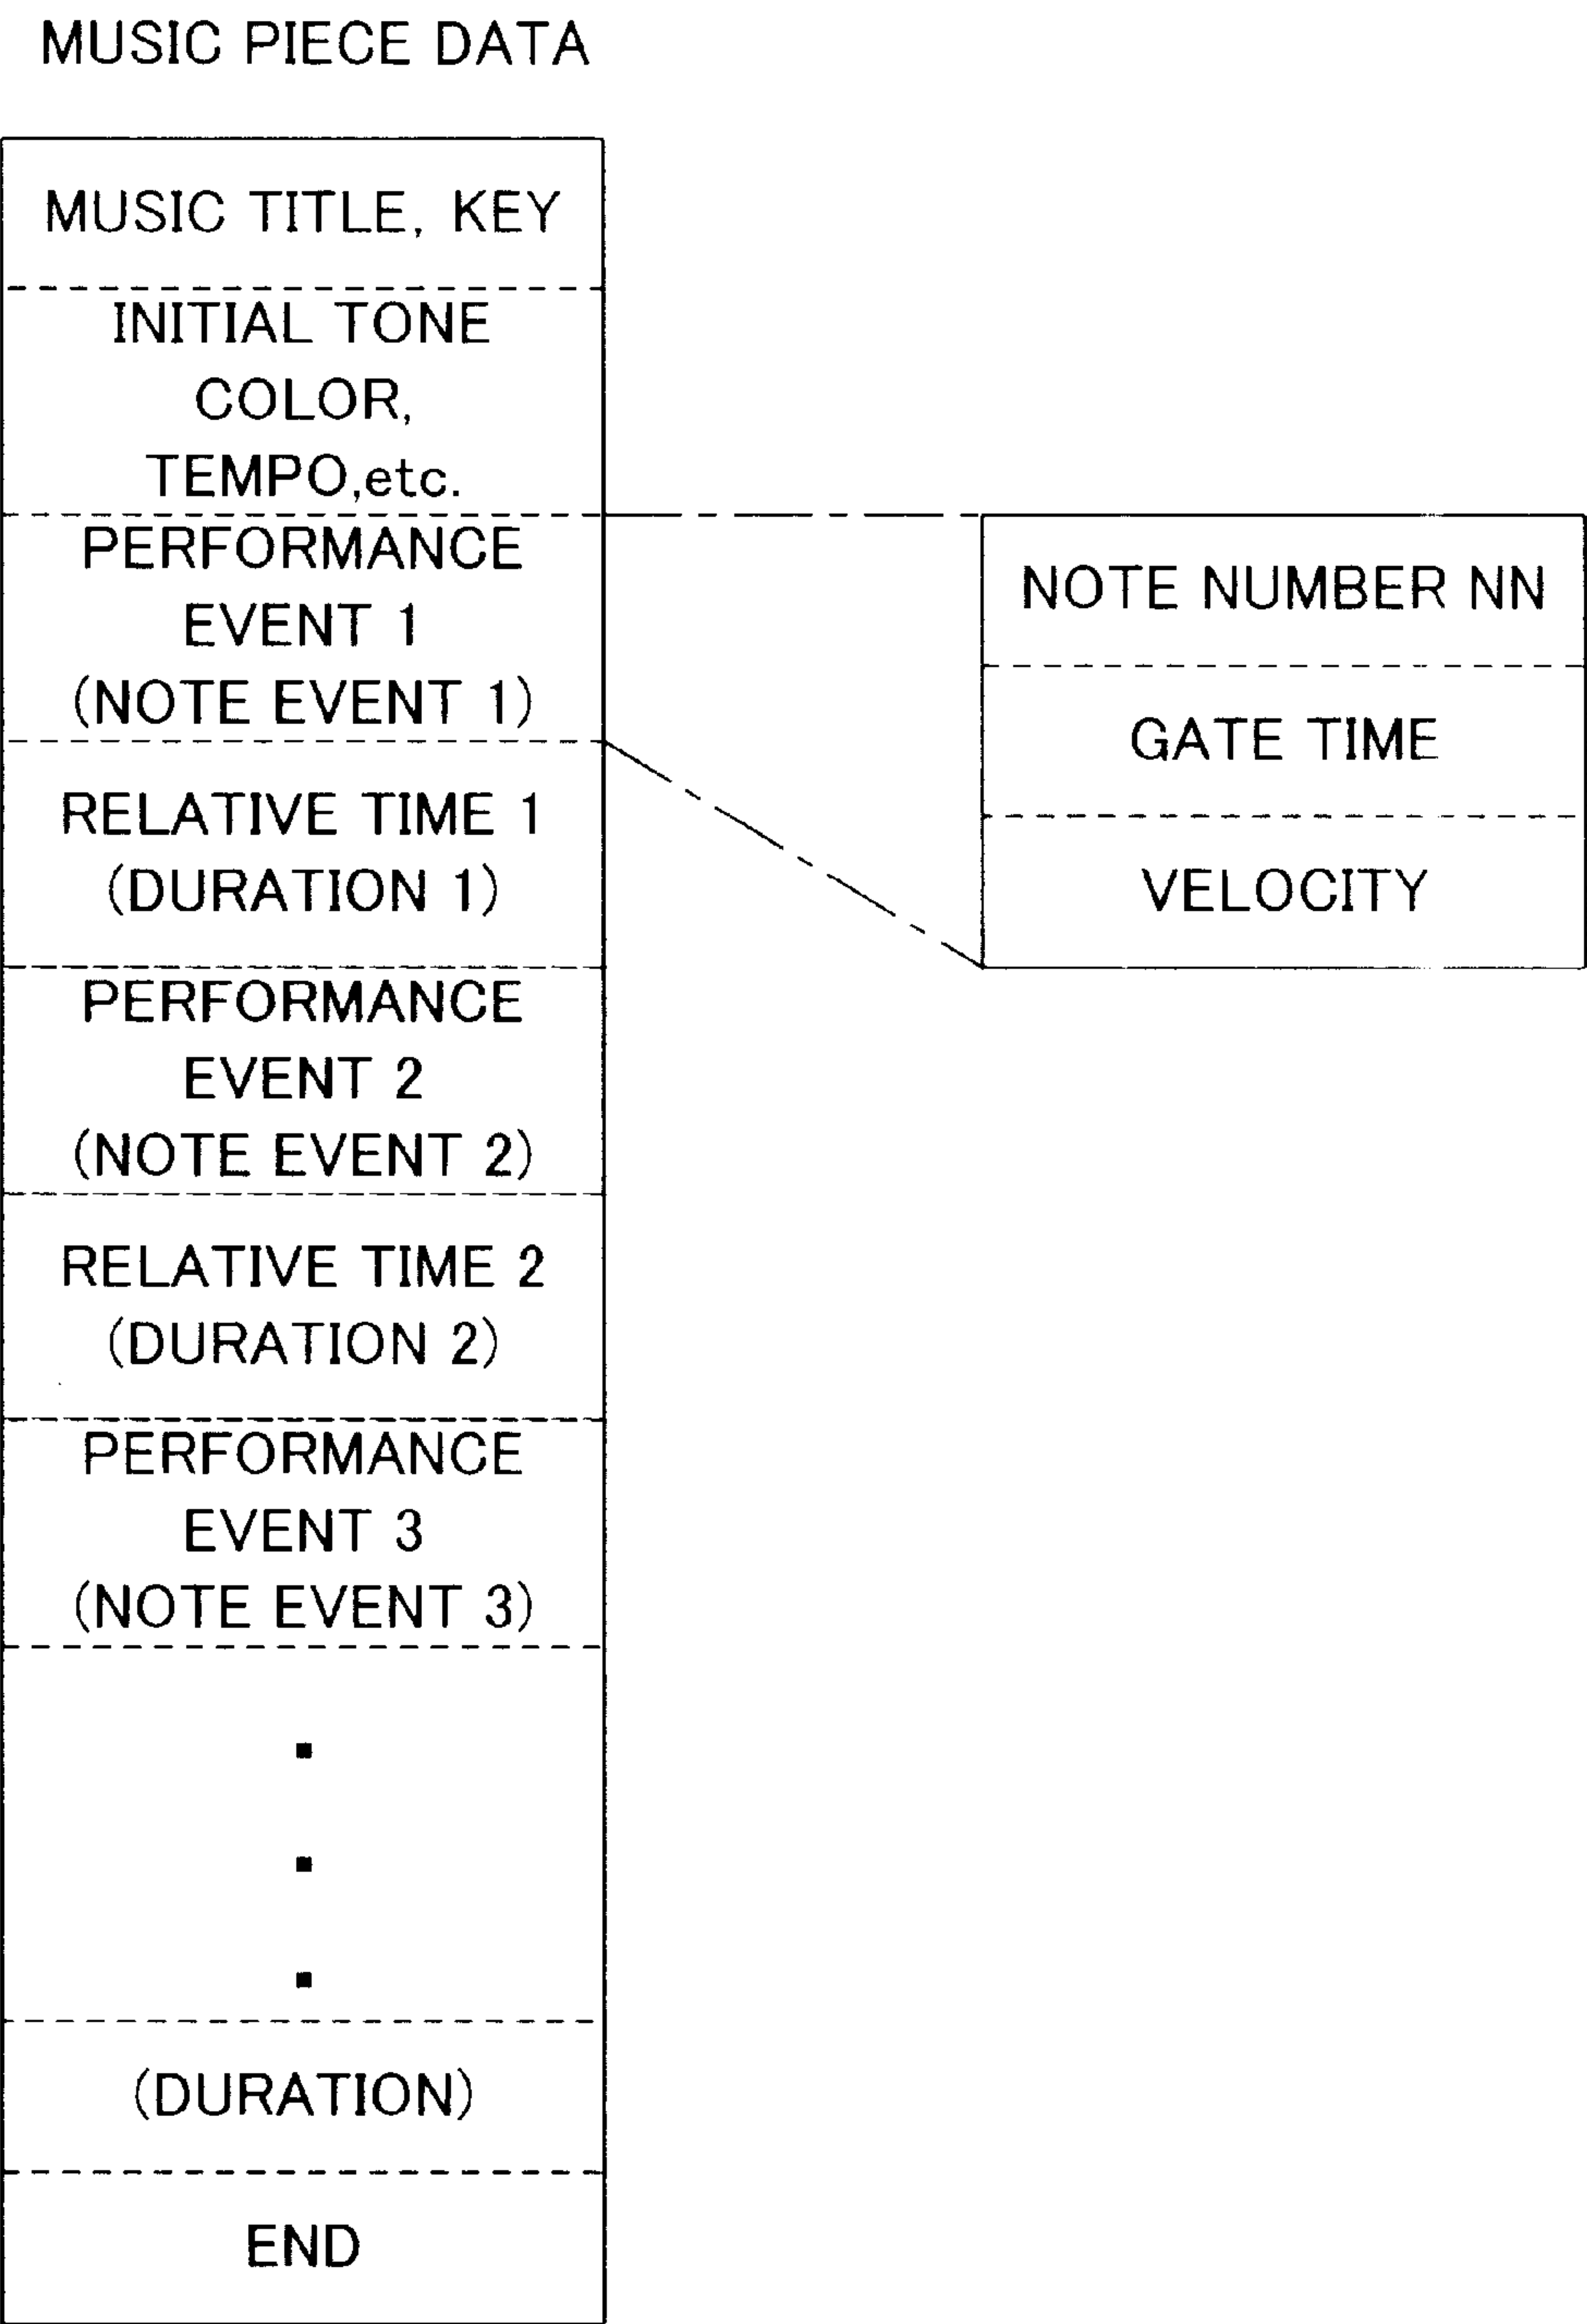 MUSIC PIECE DATA
MUSIC TITLE, KEY
INITIAL TONE
COLOR,
TEMPO,etc.
PERFORMANCE
EVENT 1
(NOTE EVENT 1)
RELATIVE TIME 1
(DURATION 1)
PERFORMANCE
EVENT 2
(NOTE EVENT 2)
RELATIVE TIME 2
(DURATION 2)
PERFORMANCE
EVENT 3
(NOTE EVENT 3)
(DURATION)
END
NOTE NUMBER NN
GATE TIME
VELOCITY